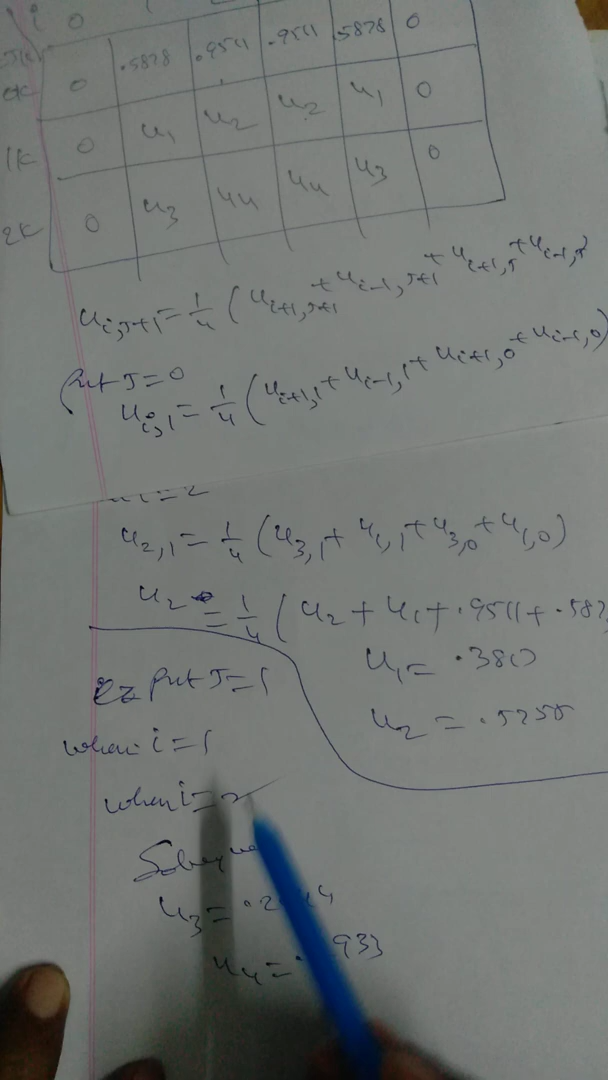 i 0
0 .5878 .9511 .9511 .5878 0
1k 0 u1 u2 u2 u1 0
2k 0 u3 u4 u4 u3 0
u_{i,J+1} = 1/4 (u_{i+1,J+1} + u_{i-1,J+1} + u_{i+1,J} + u_{i-1,J})
Put J=0
u_{i,1} = 1/4 (u_{i+1,1} + u_{i-1,1} + u_{i+1,0} + u_{i-1,0})
=2
u_{2,1} = 1/4 (u_{3,1} + u_{1,1} + u_{3,0} + u_{1,0})
u2 = 1/4 (u2 + u1 + .9511 + .587
u1 =
u2 =
Put J=1
when i=1
when i=2
u3 =
u4 =